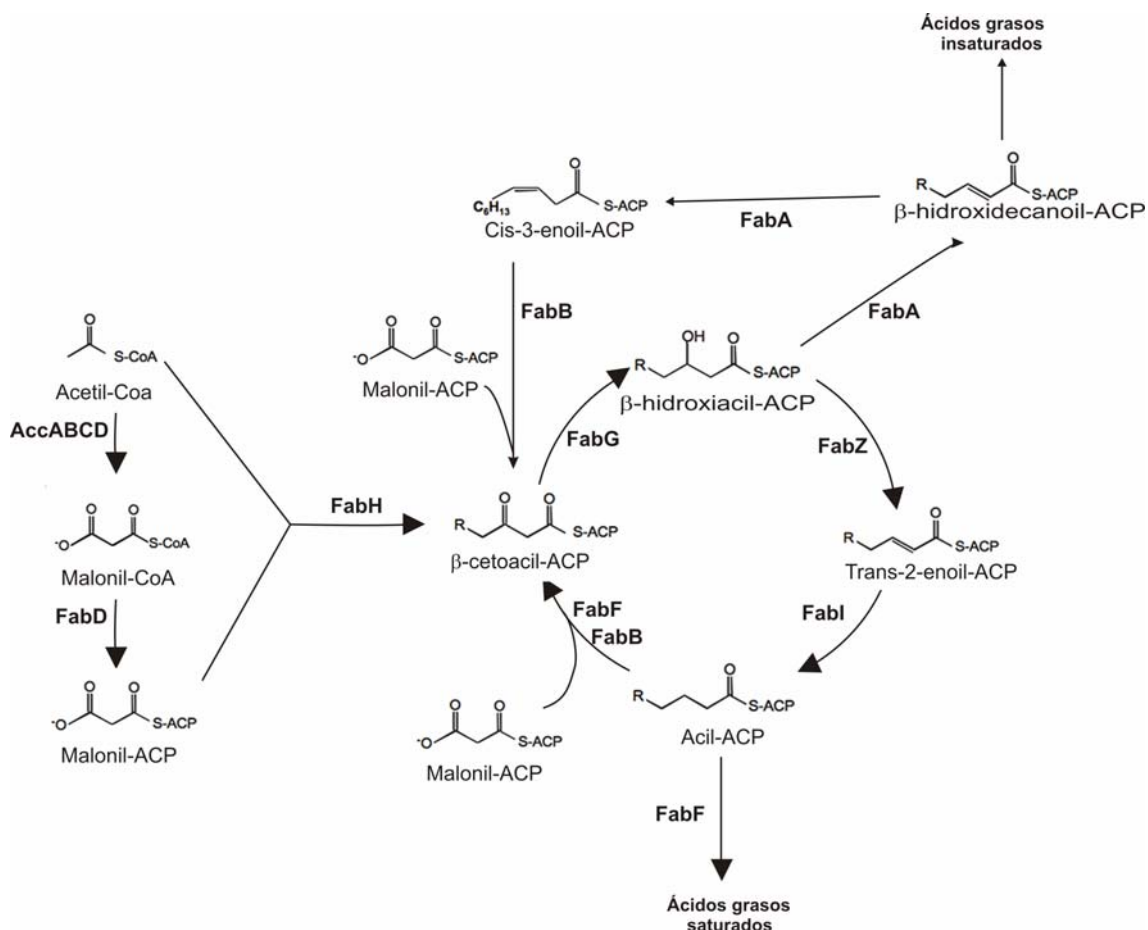 Ácidos grasos
insaturados
O
R
S-ACP
β-hidroxidecanoil-ACP
FabA
O
C6H13
S-ACP
Cis-3-enoil-ACP
FabB
FabA
O
S-CoA
Acetil-Coa
AccABCD
O O
-O
S-ACP
Malonil-ACP
OH O
R
S-ACP
β-hidroxiacil-ACP
FabG
FabZ
O O
-O
S-CoA
Malonil-CoA
FabH
O O
R
S-ACP
β-cetoacil-ACP
O
R
S-ACP
Trans-2-enoil-ACP
FabD
FabF
FabB
FabI
O O
-O
S-ACP
Malonil-ACP
O O
-O
S-ACP
Malonil-ACP
O
R
S-ACP
Acil-ACP
FabF
Ácidos grasos
saturados